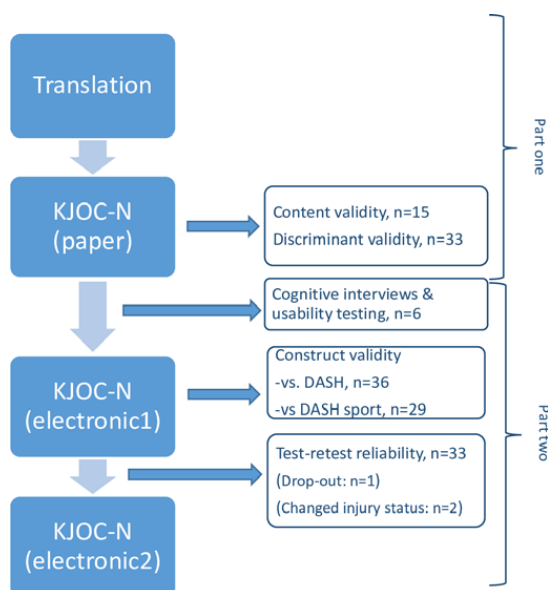 Translation
KJOC-N
(paper)
Content validity, n=15
Discriminant validity, n=33
Part one
Cognitive interviews &
usability testing, n=6
KJOC-N
(electronic1)
Construct validity
-vs. DASH, n=36
-vs DASH sport, n=29
Part two
Test-retest reliability, n=33
(Drop-out: n=1)
(Changed injury status: n=2)
KJOC-N
(electronic2)